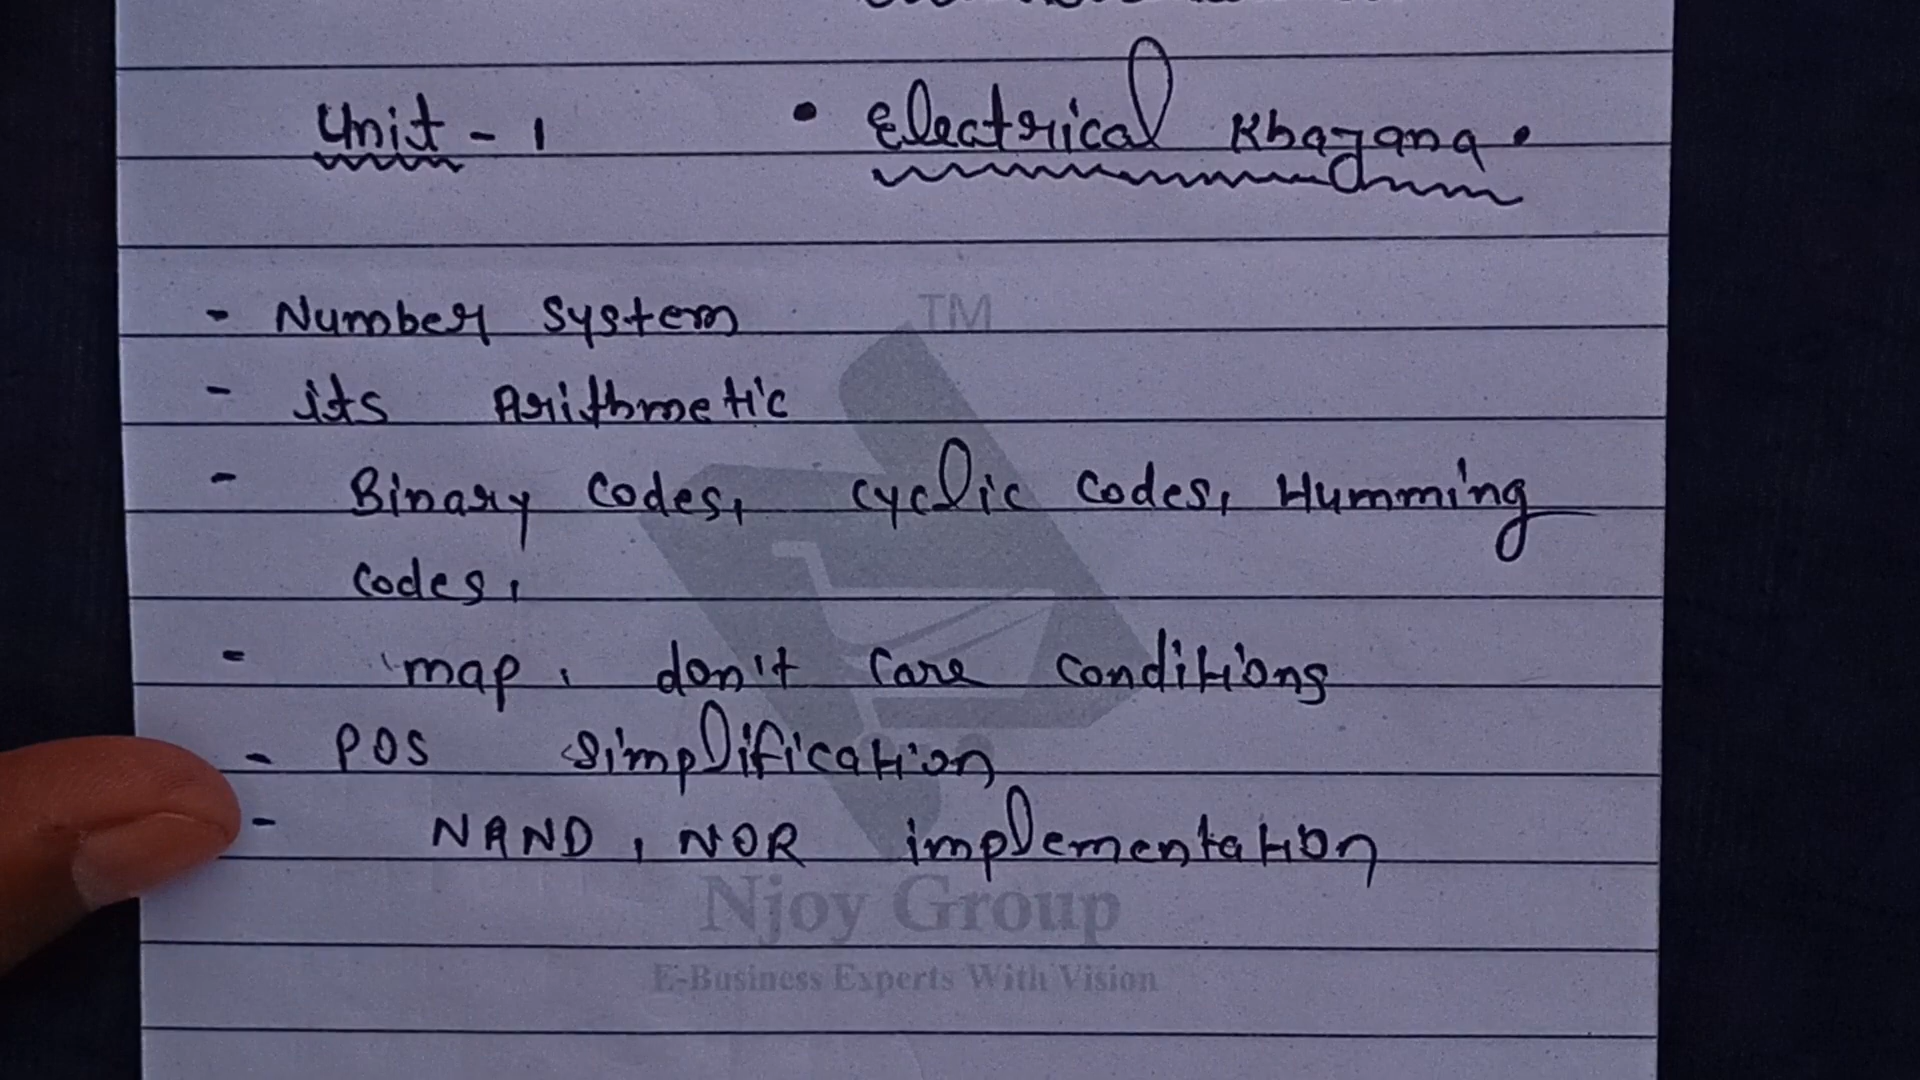 Unit - 1 • Electrical Khazana •
- Number System
- its Arithmetic
- Binary Codes, cyclic codes, Humming
codes,
- map, don't care conditions
- POS simplification
- NAND, NOR implementation
TM
Njoy Group
E-Business Experts With Vision